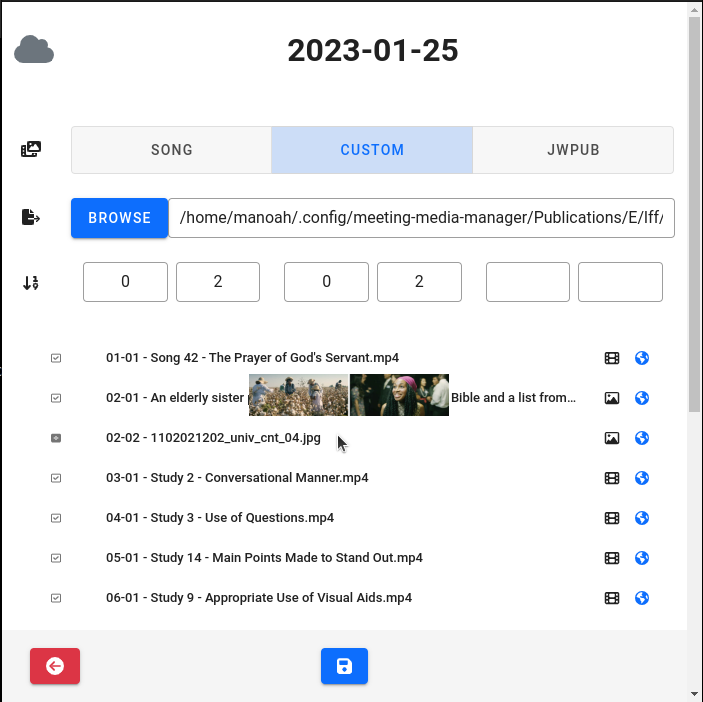 2023-01-25
SONG
CUSTOM
JWPUB
BROWSE
/home/manoah/.config/meeting-media-manager/Publications/E/lff/
0 2 0 2
01-01 - Song 42 - The Prayer of God's Servant.mp4
02-01 - An elderly sister Bible and a list from...
02-02 - 1102021202_univ_cnt_04.jpg
03-01 - Study 2 - Conversational Manner.mp4
04-01 - Study 3 - Use of Questions.mp4
05-01 - Study 14 - Main Points Made to Stand Out.mp4
06-01 - Study 9 - Appropriate Use of Visual Aids.mp4